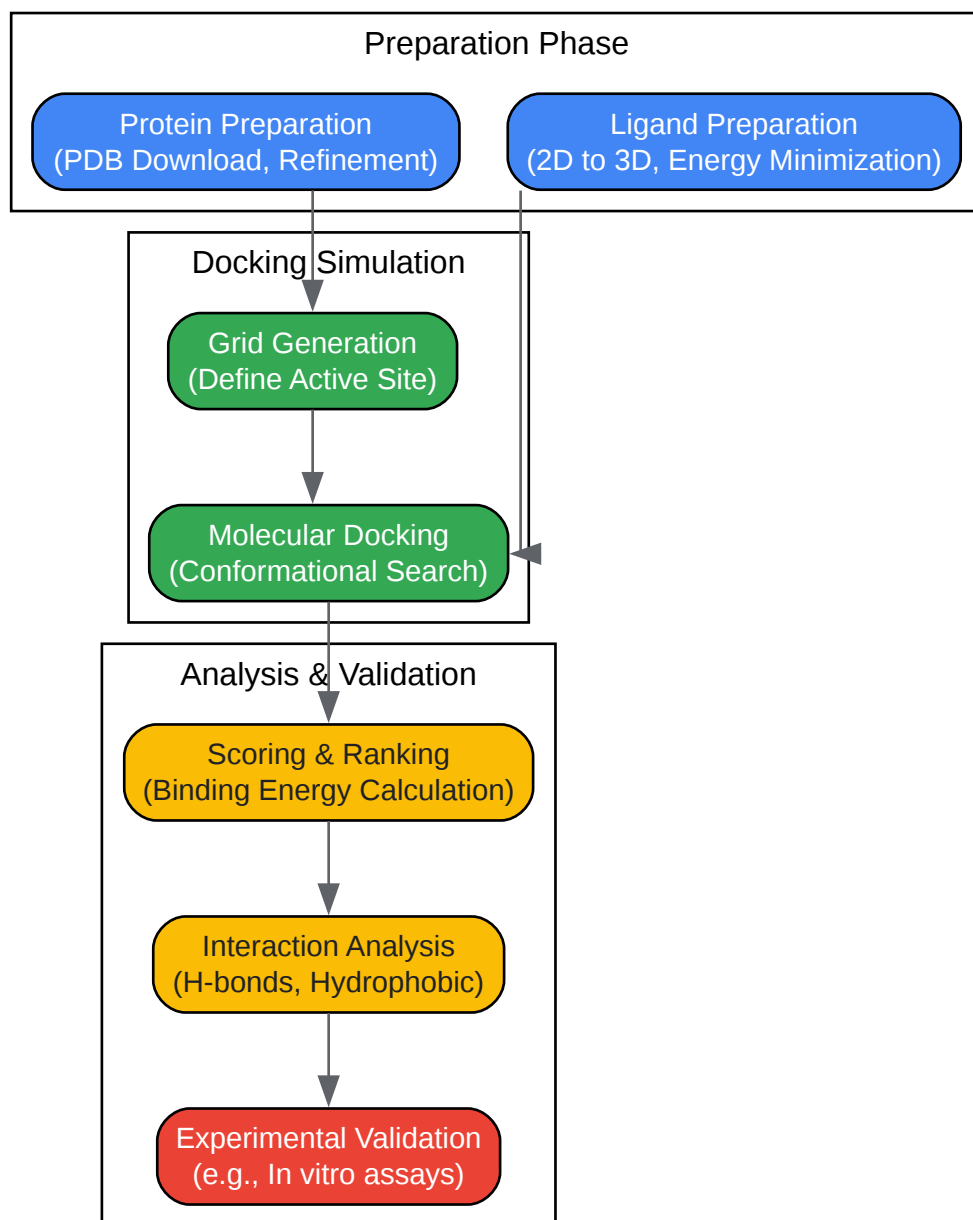 Preparation Phase
Protein Preparation
(PDB Download, Refinement)
Ligand Preparation
(2D to 3D, Energy Minimization)
Docking Simulation
Grid Generation
(Define Active Site)
Molecular Docking
(Conformational Search)
Analysis & Validation
Scoring & Ranking
(Binding Energy Calculation)
Interaction Analysis
(H-bonds, Hydrophobic)
Experimental Validation
(e.g., In vitro assays)